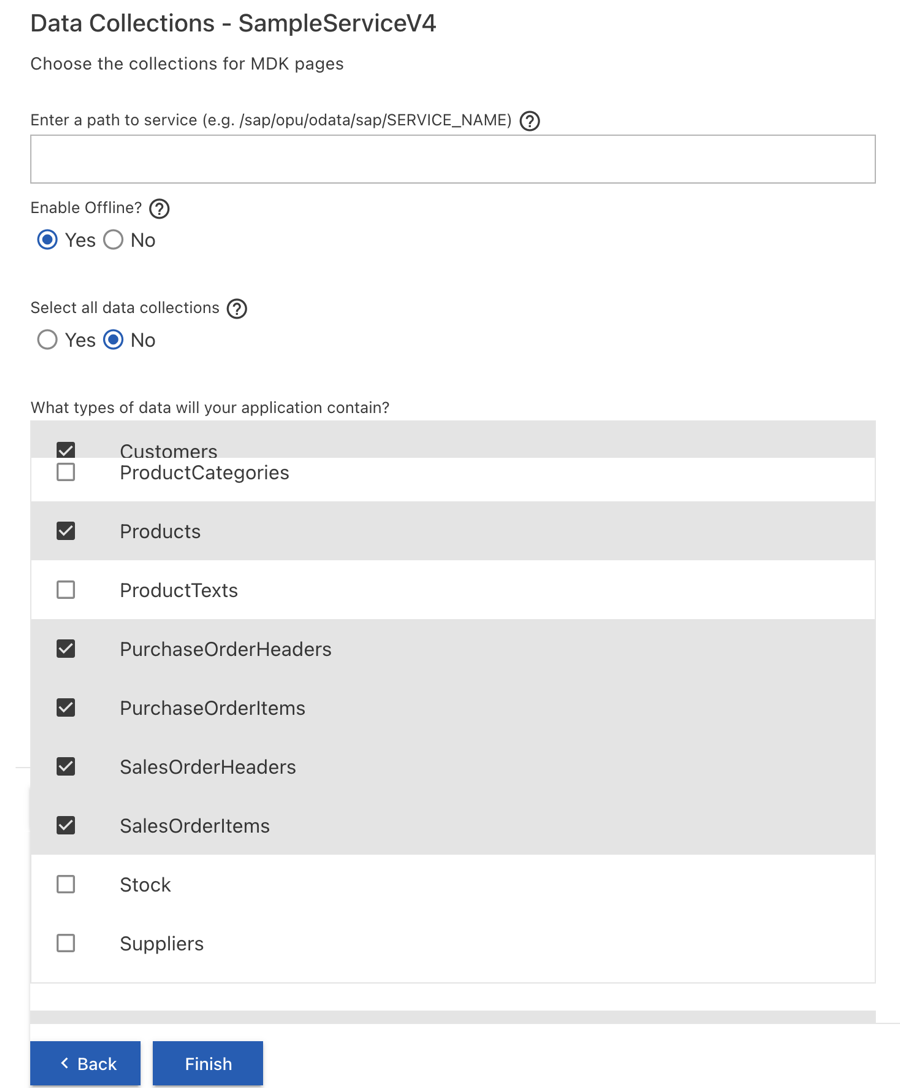 Data Collections - SampleServiceV4
Choose the collections for MDK pages
Enter a path to service (e.g. /sap/opu/odata/sap/SERVICE_NAME) ?
Enable Offline? ?
Yes No
Select all data collections ?
Yes No
What types of data will your application contain?
Customers
ProductCategories
Products
ProductTexts
PurchaseOrderHeaders
PurchaseOrderItems
SalesOrderHeaders
SalesOrderItems
Stock
Suppliers
Back Finish